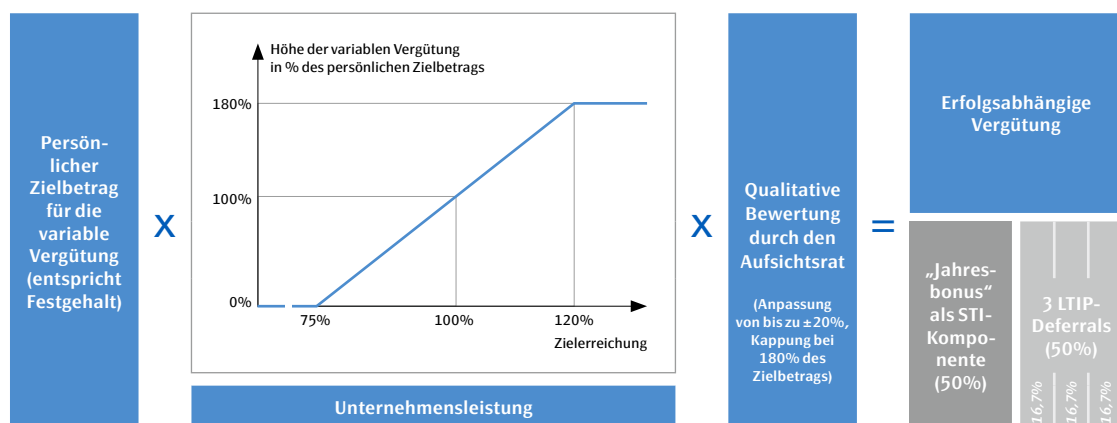 Persön-
licher
Zielbetrag
für die
variable
Vergütung
(entspricht
Festgehalt)
x
Höhe der variablen Vergütung
in % des persönlichen Zielbetrags
180%
100%
0%
75%
100%
120%
Zielerreichung
Unternehmensleistung
x
Qualitative
Bewertung
durch den
Aufsichtsrat
(Anpassung
von bis zu ±20%,
Kappung bei
180% des
Zielbetrags)
=
Erfolgsabhängige
Vergütung
„Jahres-
bonus“
als STI-
Kompo-
nente
(50%)
3 LTIP-
Deferrals
(50%)
16,7%
16,7%
16,7%